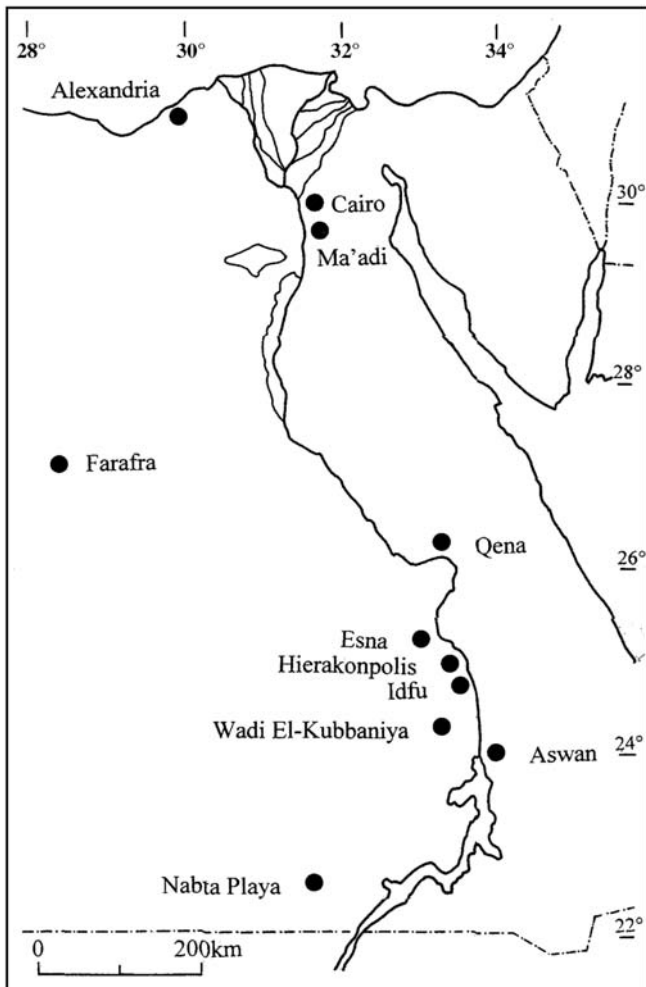 28° 30° 32° 34°
Alexandria
30°
Cairo
Ma'adi
28°
Farafra
Qena
26°
Esna
Hierakonpolis
Idfu
Wadi El-Kubbaniya
24°
Aswan
Nabta Playa
22°
0 200km